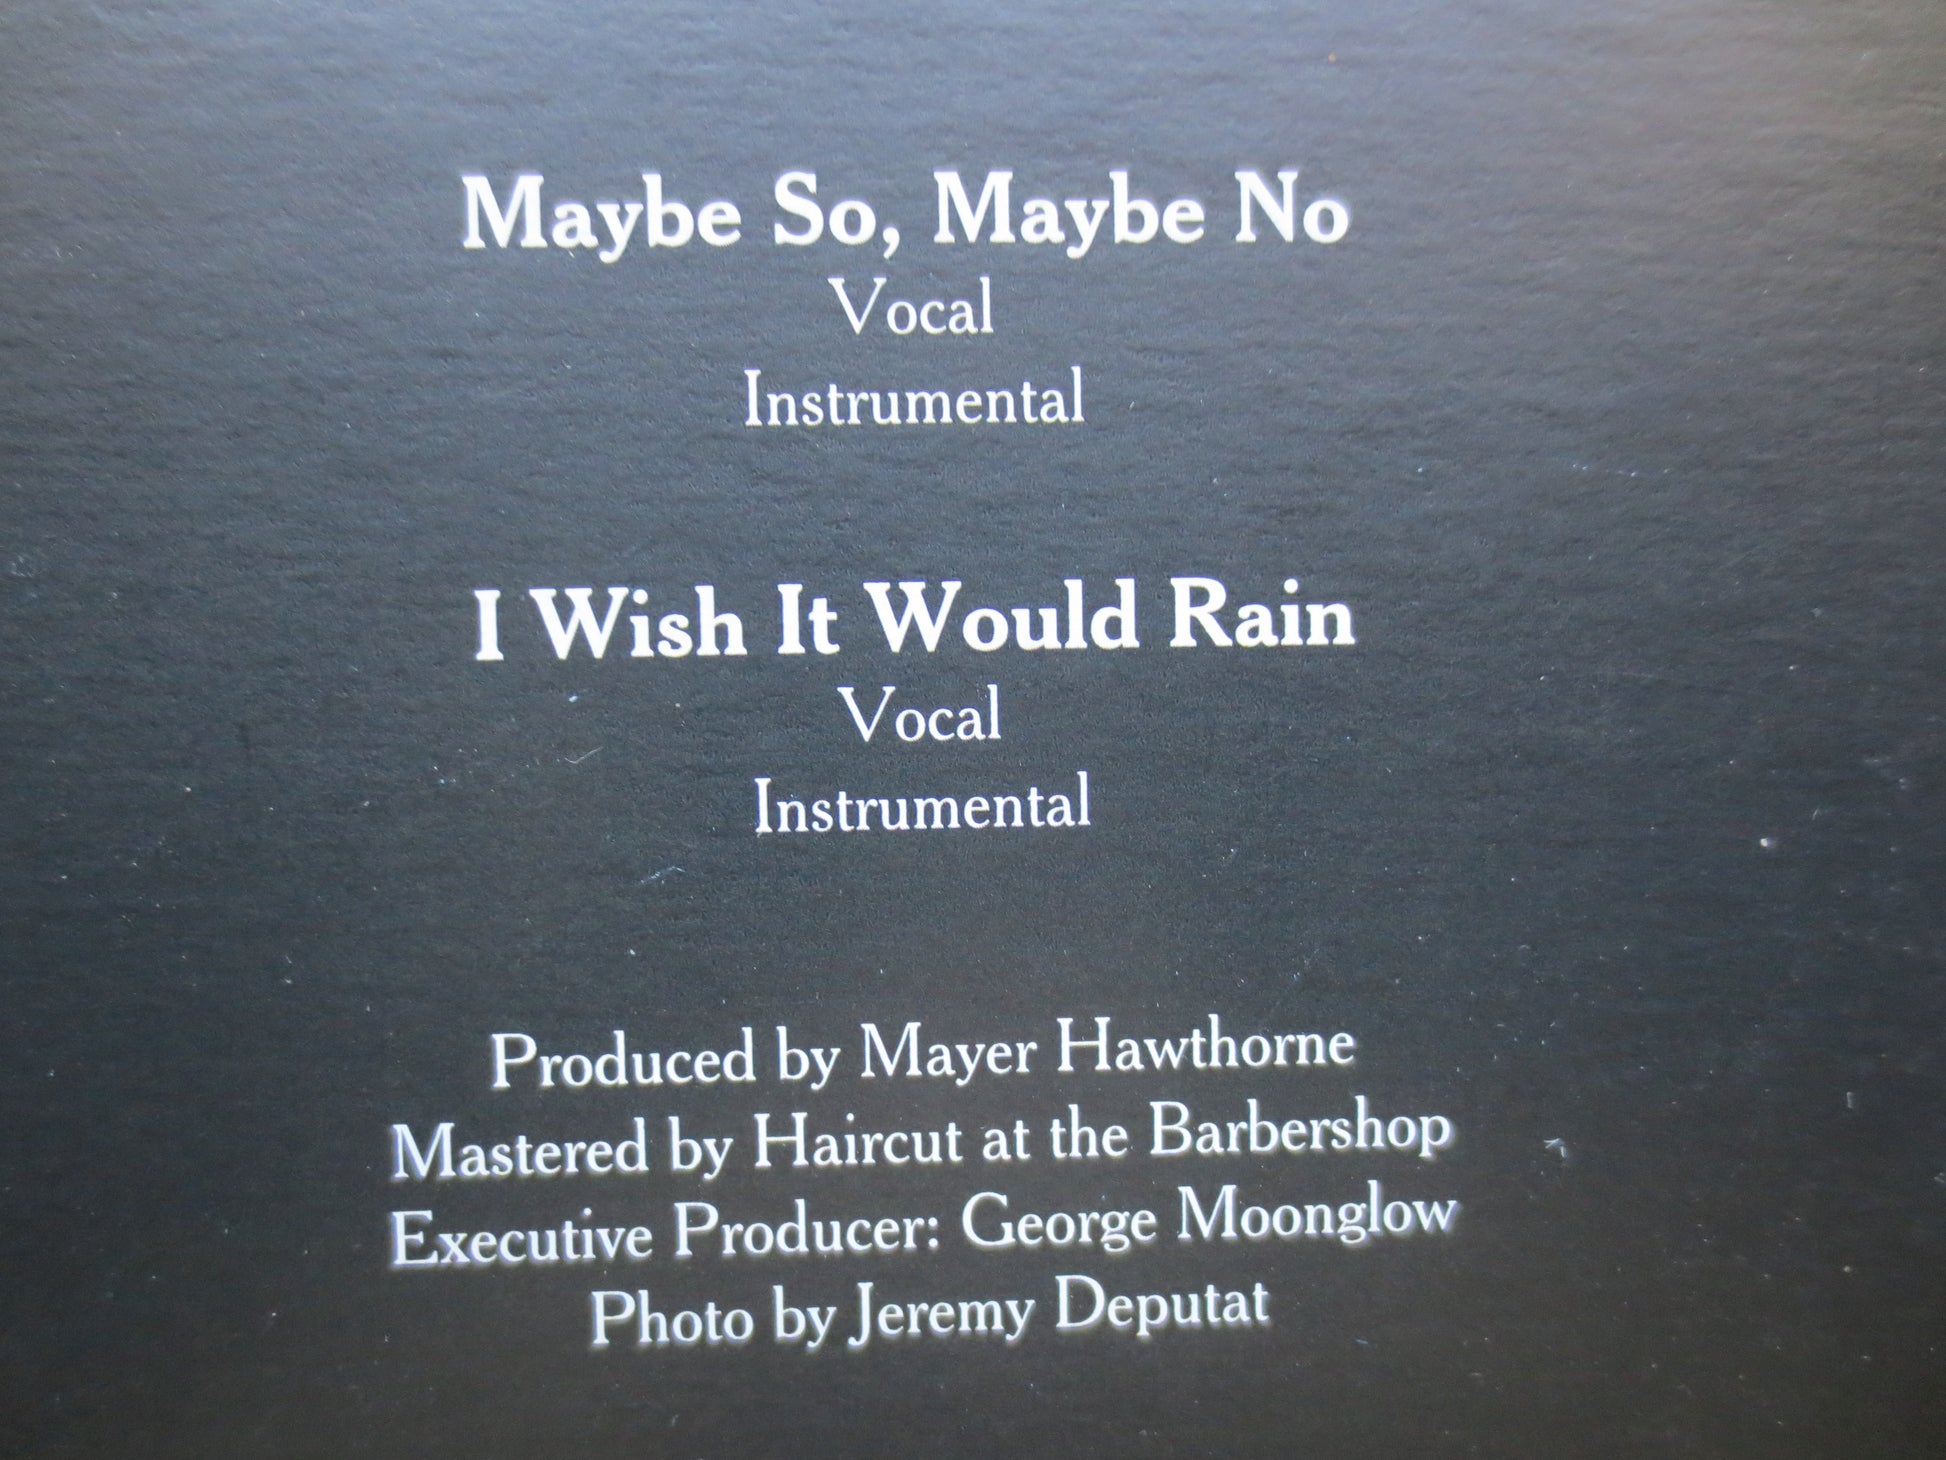 Maybe So, Maybe No
Vocal
Instrumental
I Wish It Would Rain
Vocal
Instrumental
Produced by Mayer Hawthorne
Mastered by Haircut at the Barbershop
Executive Producer: George Moonglow
Photo by Jeremy Deputat